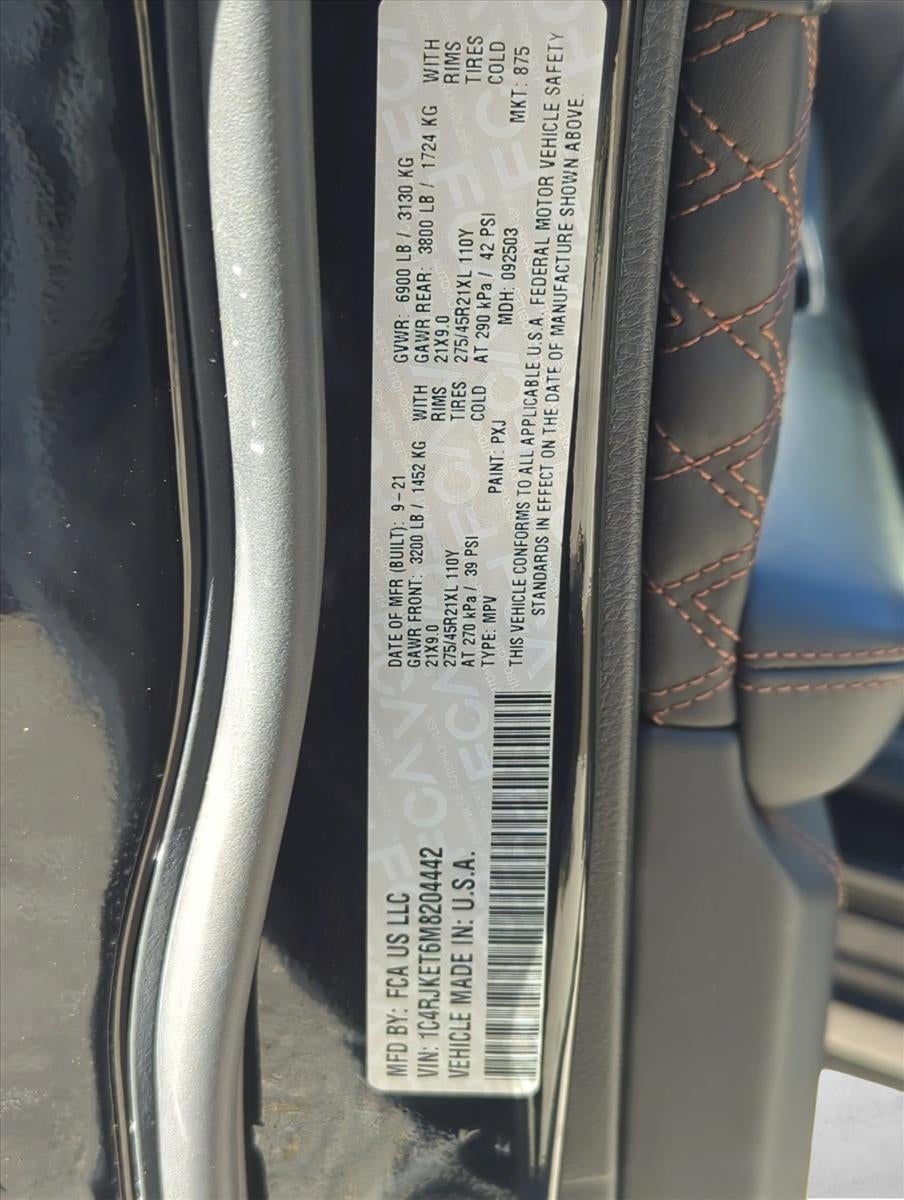 MFD BY: FCA US LLC
VIN: 1C4RJKET6M8204442
VEHICLE MADE IN: U.S.A.
DATE OF MFR (BUILT): 9-21 GVWR: 6900 LB / 3130 KG
GAWR FRONT: 3200 LB / 1452 KG WITH GAWR REAR: 3800 LB / 1724 KG WITH
21X9.0 RIMS 21X9.0 RIMS
275/45R21XL 110Y TIRES 275/45R21XL 110Y TIRES
AT 270 kPa / 39 PSI COLD AT 290 kPa / 42 PSI COLD
TYPE: MPV PAINT: PXJ MDH: 092503 MKT: 875
THIS VEHICLE CONFORMS TO ALL APPLICABLE U.S.A. FEDERAL MOTOR VEHICLE SAFETY
STANDARDS IN EFFECT ON THE DATE OF MANUFACTURE SHOWN ABOVE.